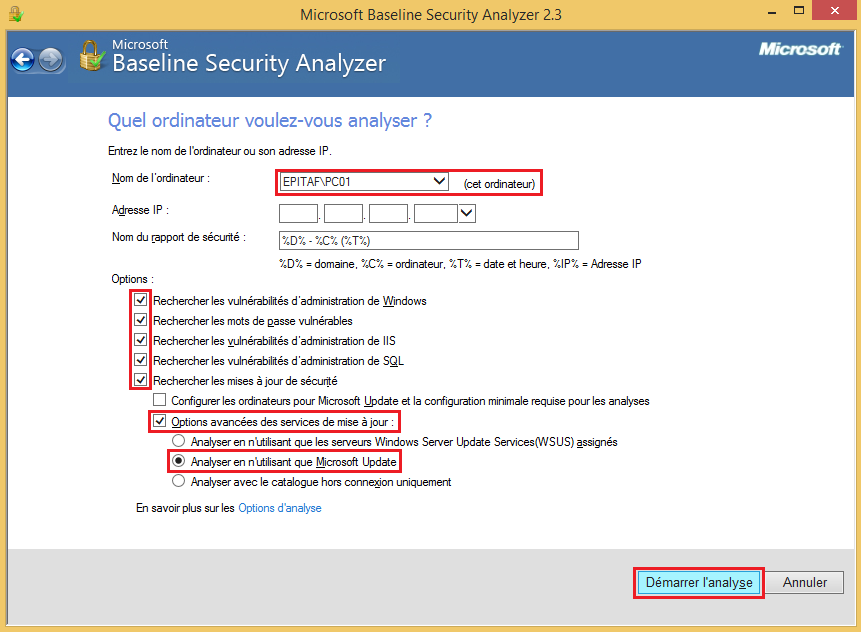 Microsoft Baseline Security Analyzer 2.3
Microsoft
Baseline Security Analyzer
Microsoft
Quel ordinateur voulez-vous analyser ?
Entrez le nom de l'ordinateur ou son adresse IP.
Nom de l'ordinateur : EPITAF\PC01 (cet ordinateur)
Adresse IP : . . .
Nom du rapport de sécurité : %D% - %C% (%T%)
%D% = domaine, %C% = ordinateur, %T% = date et heure, %IP% = Adresse IP
Options :
Rechercher les vulnérabilités d'administration de Windows
Rechercher les mots de passe vulnérables
Rechercher les vulnérabilités d'administration de IIS
Rechercher les vulnérabilités d'administration de SQL
Rechercher les mises à jour de sécurité
Configurer les ordinateurs pour Microsoft Update et la configuration minimale requise pour les analyses
Options avancées des services de mise à jour :
Analyser en n'utilisant que les serveurs Windows Server Update Services(WSUS) assignés
Analyser en n'utilisant que Microsoft Update
Analyser avec le catalogue hors connexion uniquement
En savoir plus sur les Options d'analyse
Démarrer l'analyse Annuler